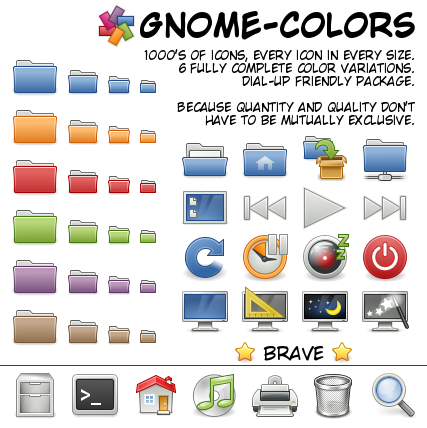 GNOME-COLORS
1000'S OF ICONS, EVERY ICON IN EVERY SIZE.
6 FULLY COMPLETE COLOR VARIATIONS.
DIAL-UP FRIENDLY PACKAGE.
BECAUSE QUANTITY AND QUALITY DON'T
HAVE TO BE MUTUALLY EXCLUSIVE.
Z
Z
Z
BRAVE
>_